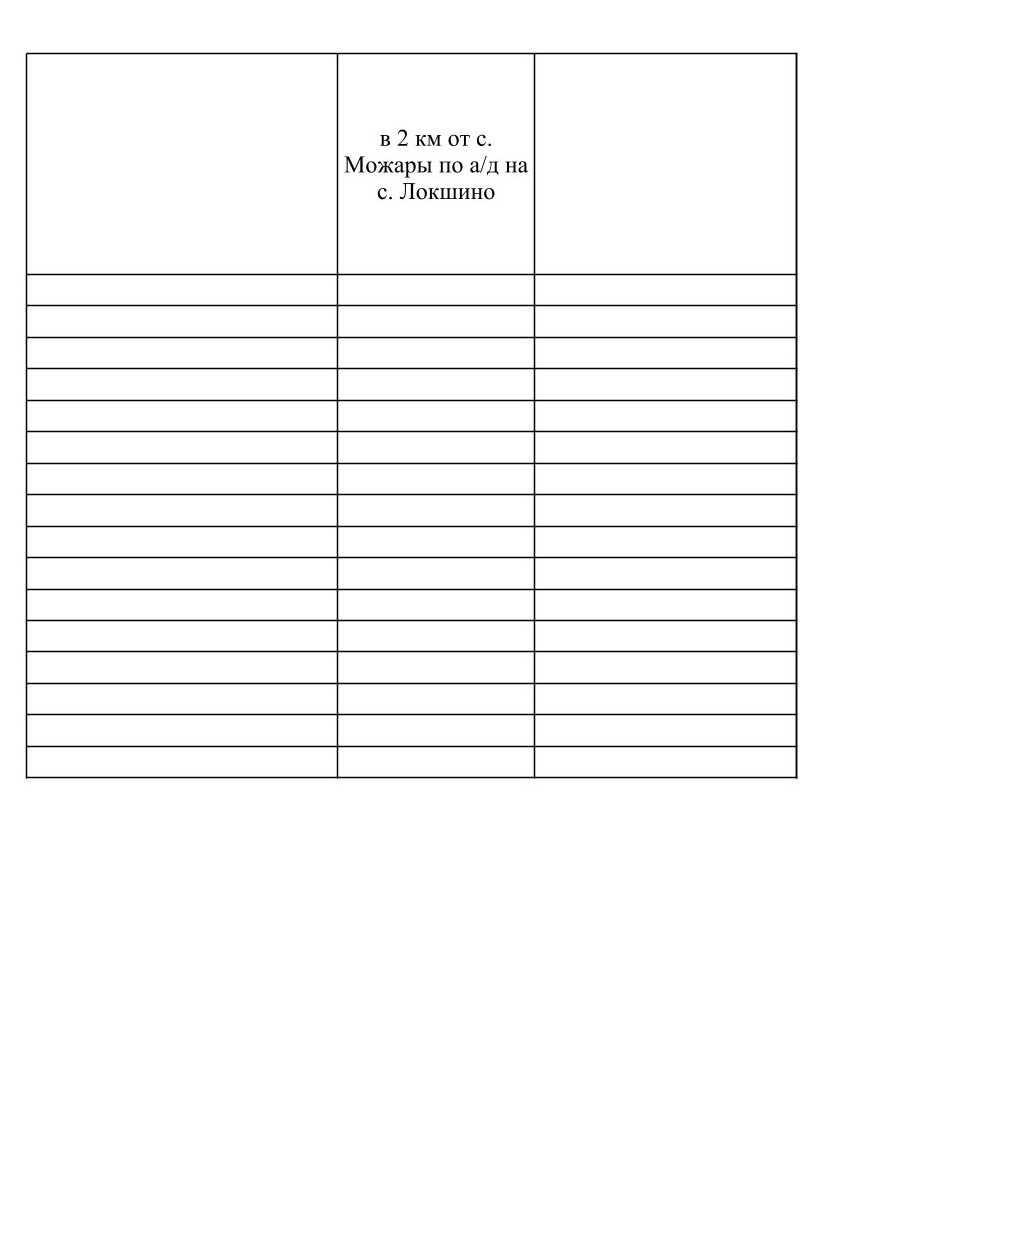 в 2 км от с.
Можары по а/д на
с. Локшино